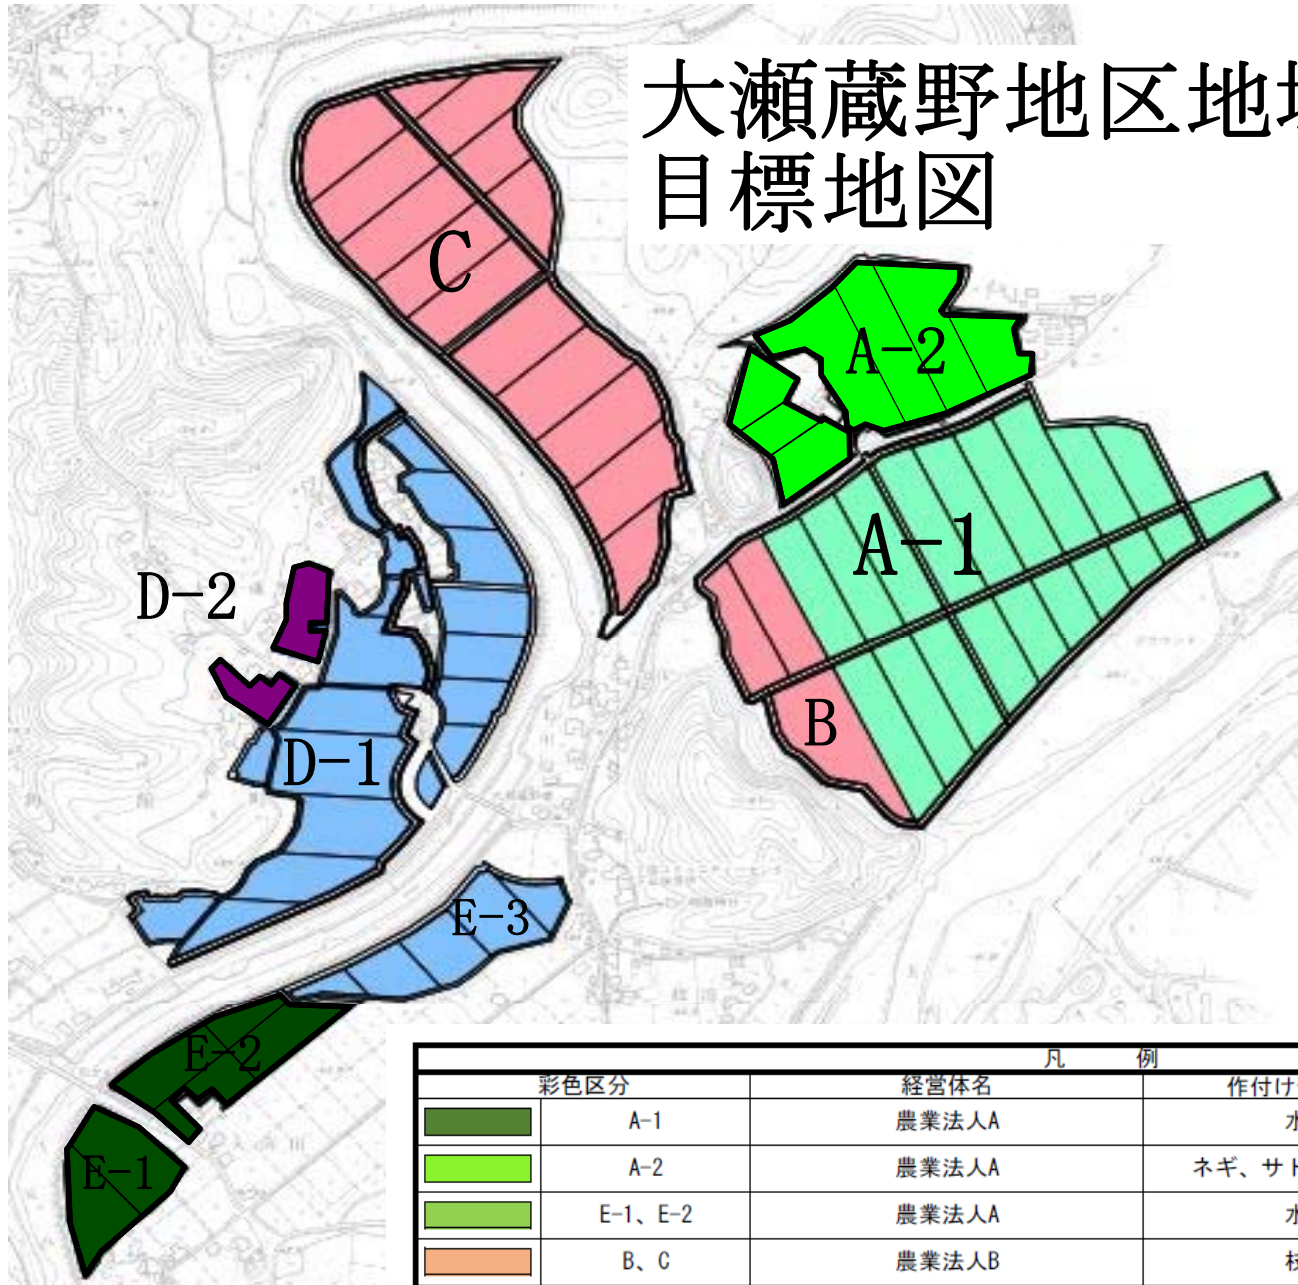 大瀬蔵野地区地
目標地図
C
A-2
A-1
D-2
B
D-1
E-3
E-2
E-1
凡 例
彩色区分 経営体名 作付け
A-1 農業法人A 水
A-2 農業法人A ネギ、サト
E-1、E-2 農業法人A 水
B、C 農業法人B 枝